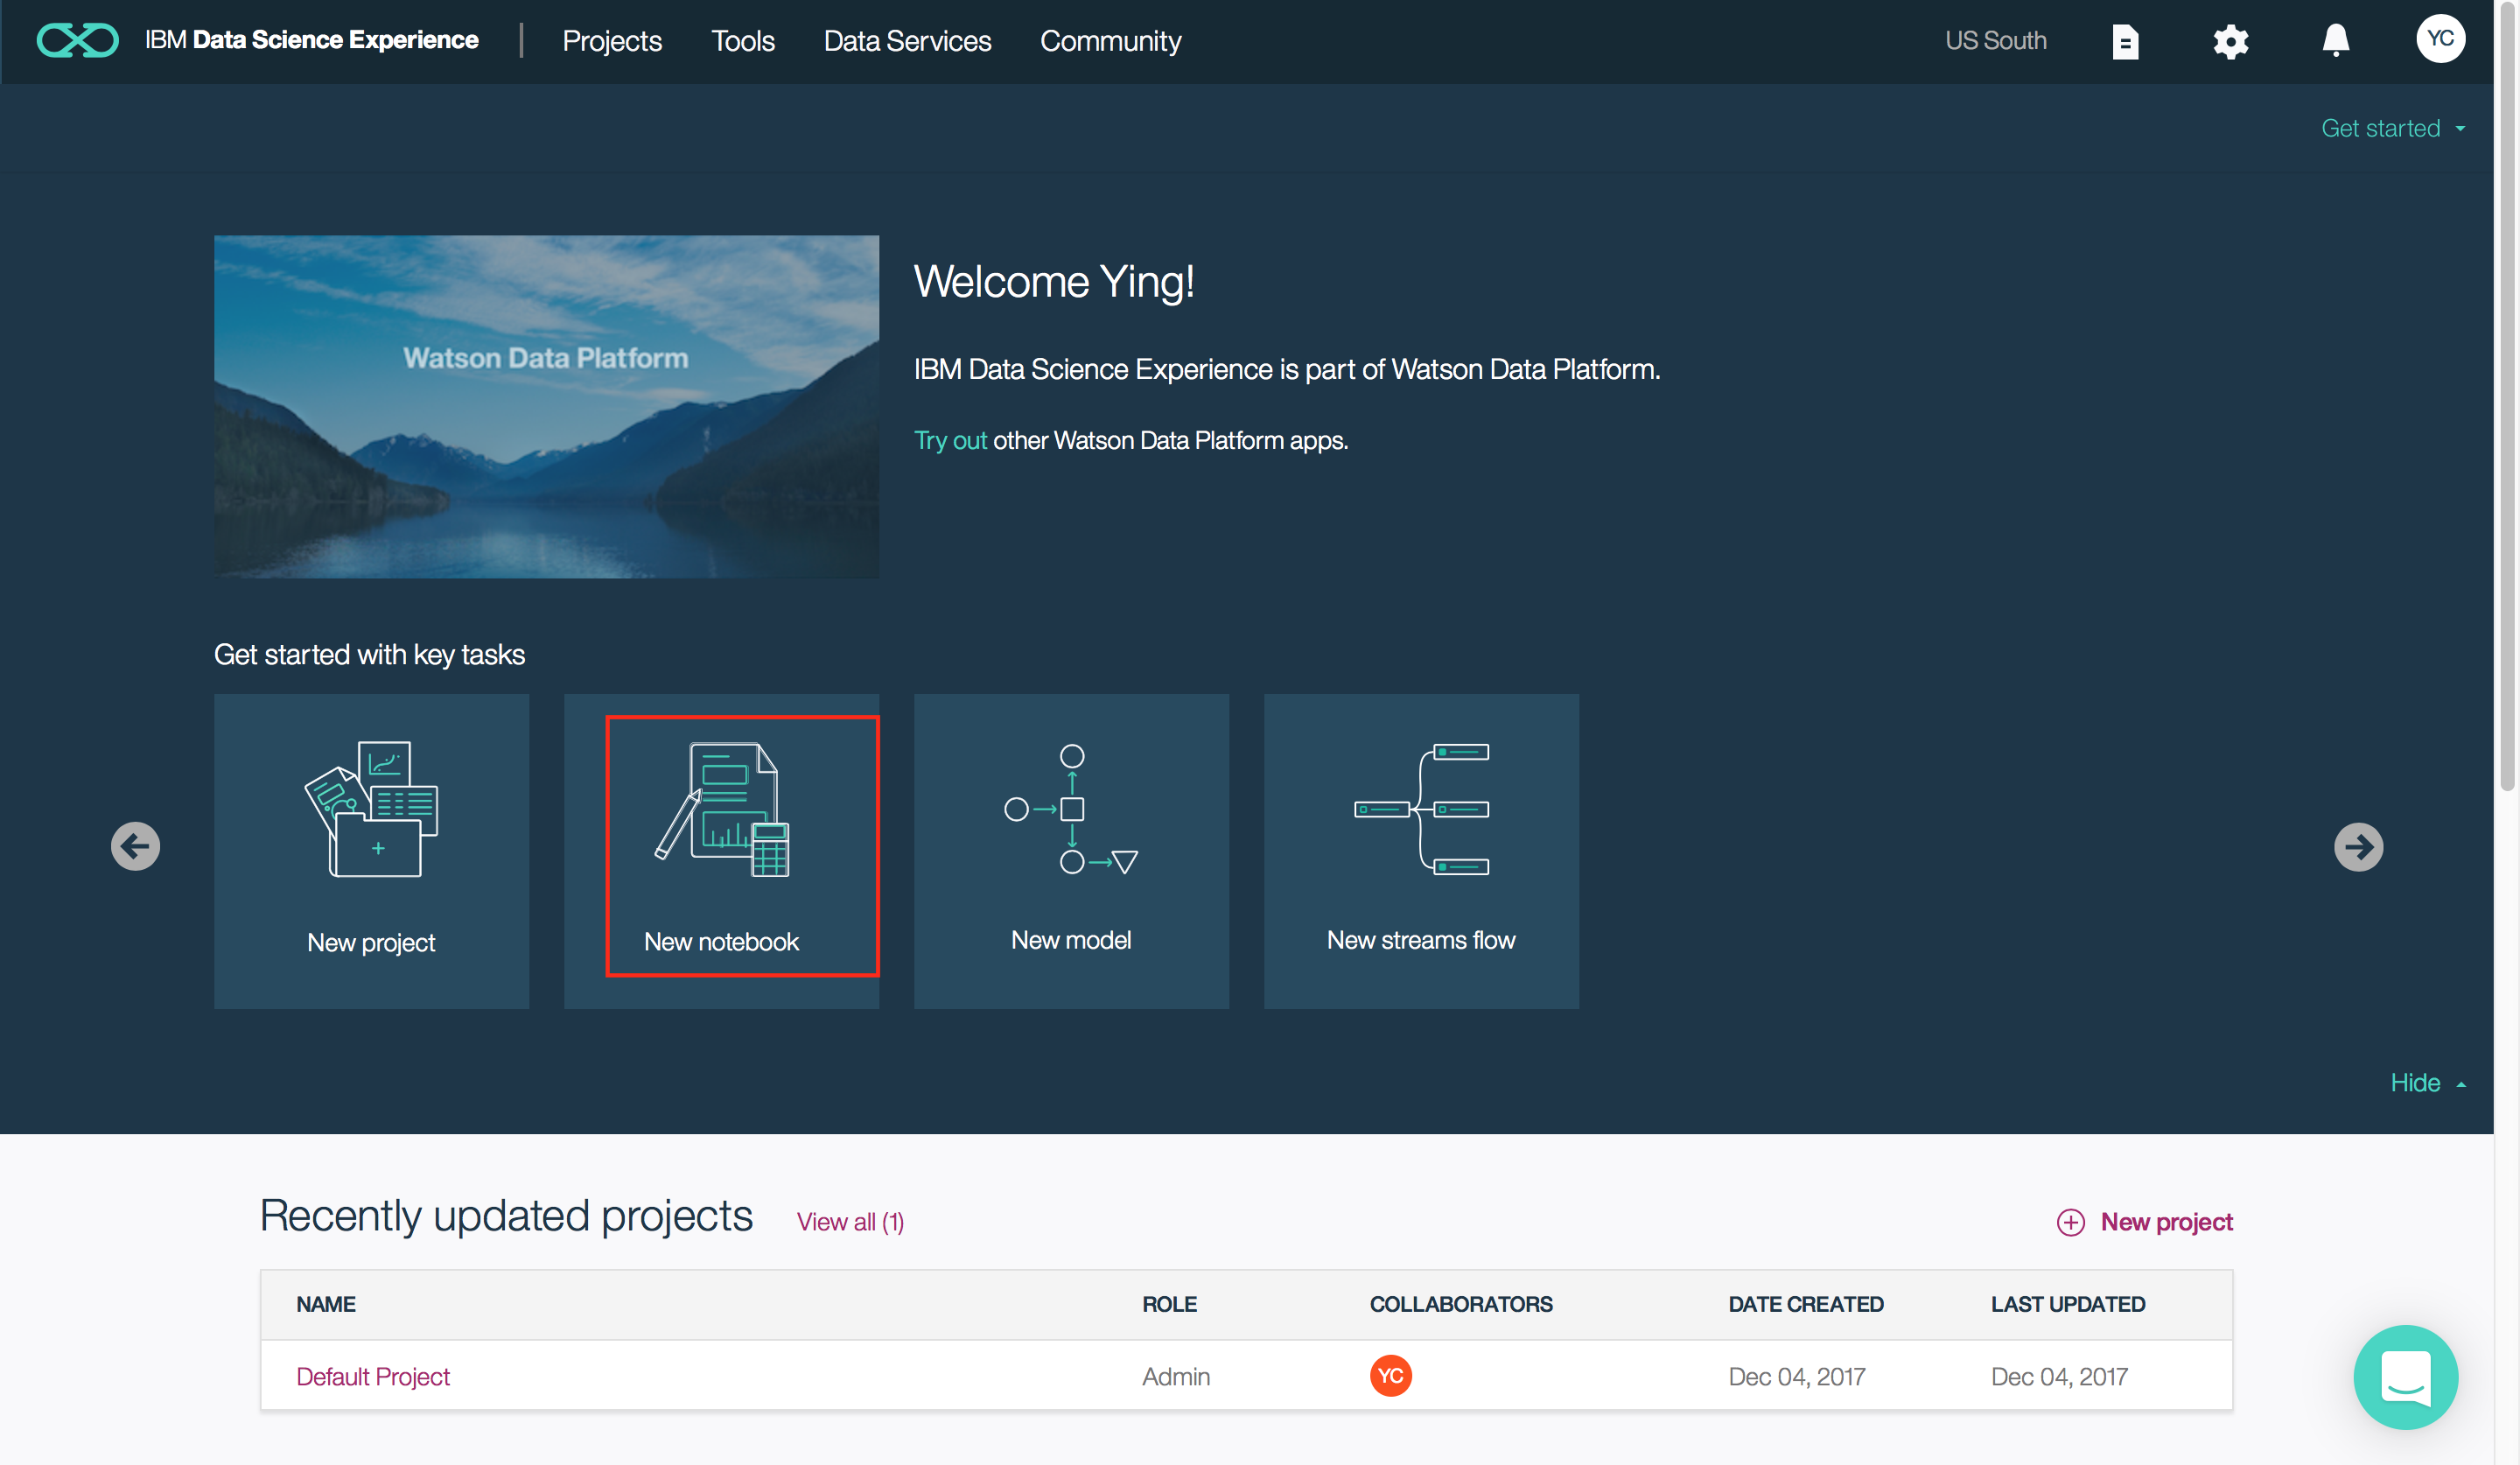 IBM Data Science Experience
Projects
Tools
Data Services
Community
US South
YC
Get started
Watson Data Platform
Welcome Ying!
IBM Data Science Experience is part of Watson Data Platform.
Try out other Watson Data Platform apps.
Get started with key tasks
New project
New notebook
New model
New streams flow
Hide
Recently updated projects
View all (1)
New project
NAME ROLE COLLABORATORS DATE CREATED LAST UPDATED
Default Project Admin YC Dec 04, 2017 Dec 04, 2017